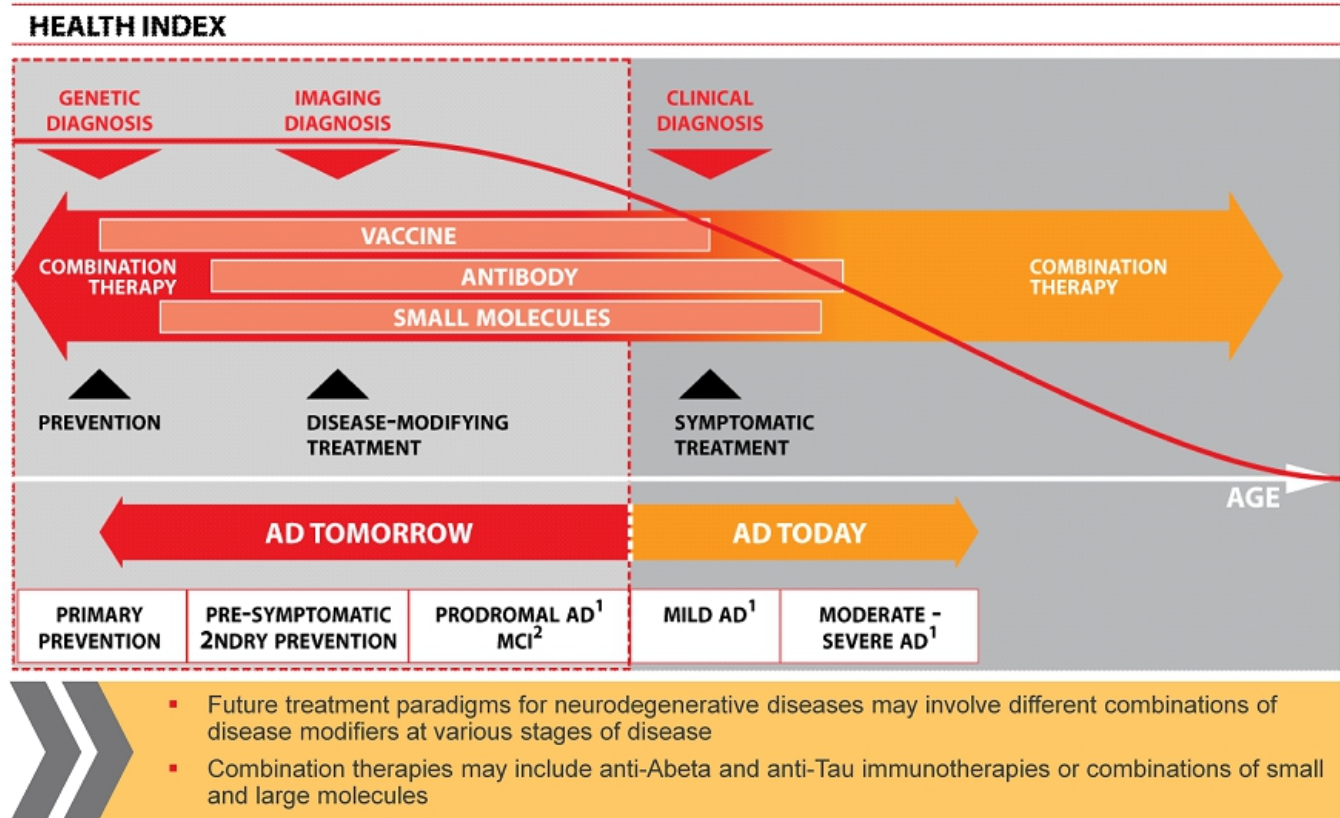 HEALTH INDEX
GENETIC
DIAGNOSIS
IMAGING
DIAGNOSIS
CLINICAL
DIAGNOSIS
VACCINE
COMBINATION
THERAPY
ANTIBODY
COMBINATION
THERAPY
SMALL MOLECULES
PREVENTION
DISEASE-MODIFYING
TREATMENT
SYMPTOMATIC
TREATMENT
AGE
AD TOMORROW
AD TODAY
PRIMARY
PREVENTION
PRE-SYMPTOMATIC
2NDRY PREVENTION
PRODROMAL AD¹
MCI²
MILD AD¹
MODERATE -
SEVERE AD¹
▪ Future treatment paradigms for neurodegenerative diseases may involve different combinations of
disease modifiers at various stages of disease
▪ Combination therapies may include anti-Abeta and anti-Tau immunotherapies or combinations of small
and large molecules